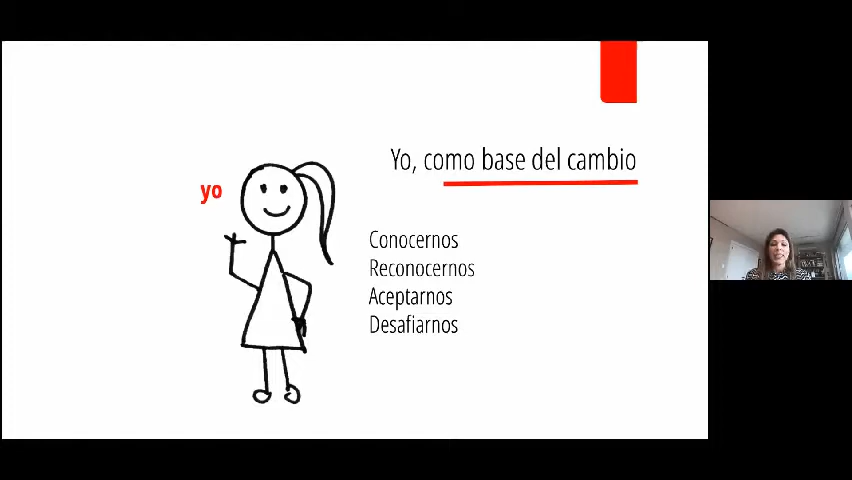 Yo, como base del cambio
yo
Conocernos
Reconocernos
Aceptarnos
Desafiarnos